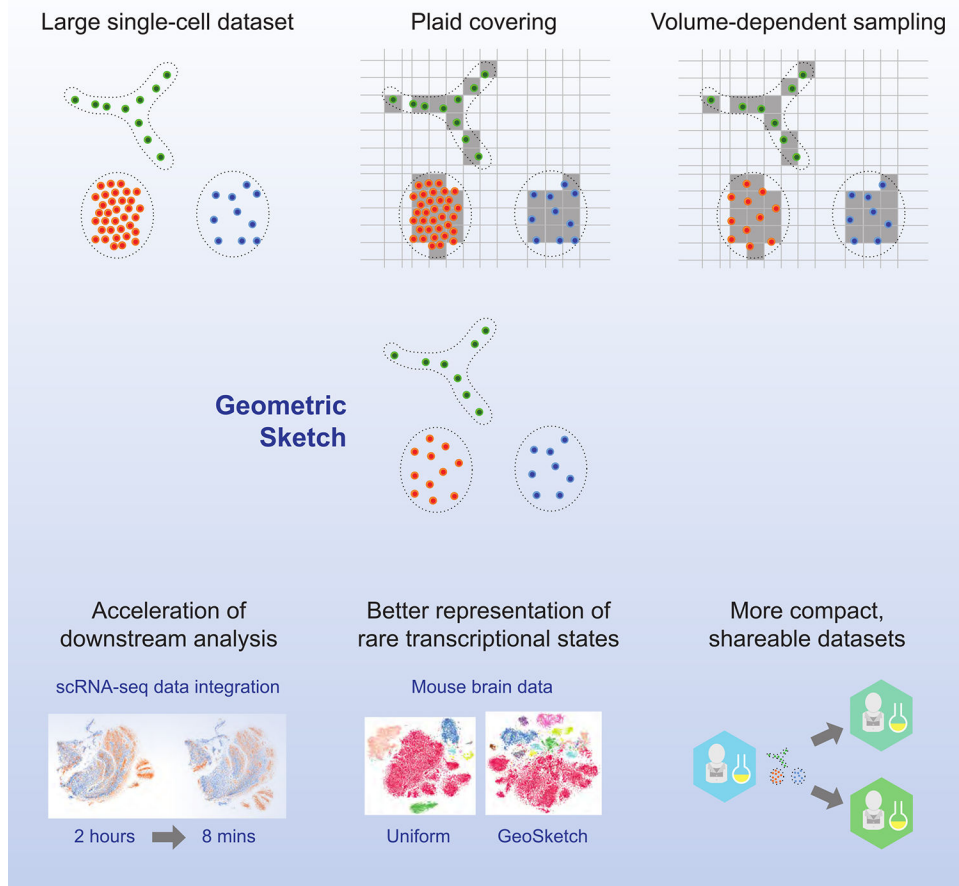 Large single-cell dataset
Plaid covering
Volume-dependent sampling
Geometric
Sketch
Acceleration of
downstream analysis
Better representation of
rare transcriptional states
More compact,
shareable datasets
scRNA-seq data integration
Mouse brain data
2 hours
8 mins
Uniform
GeoSketch